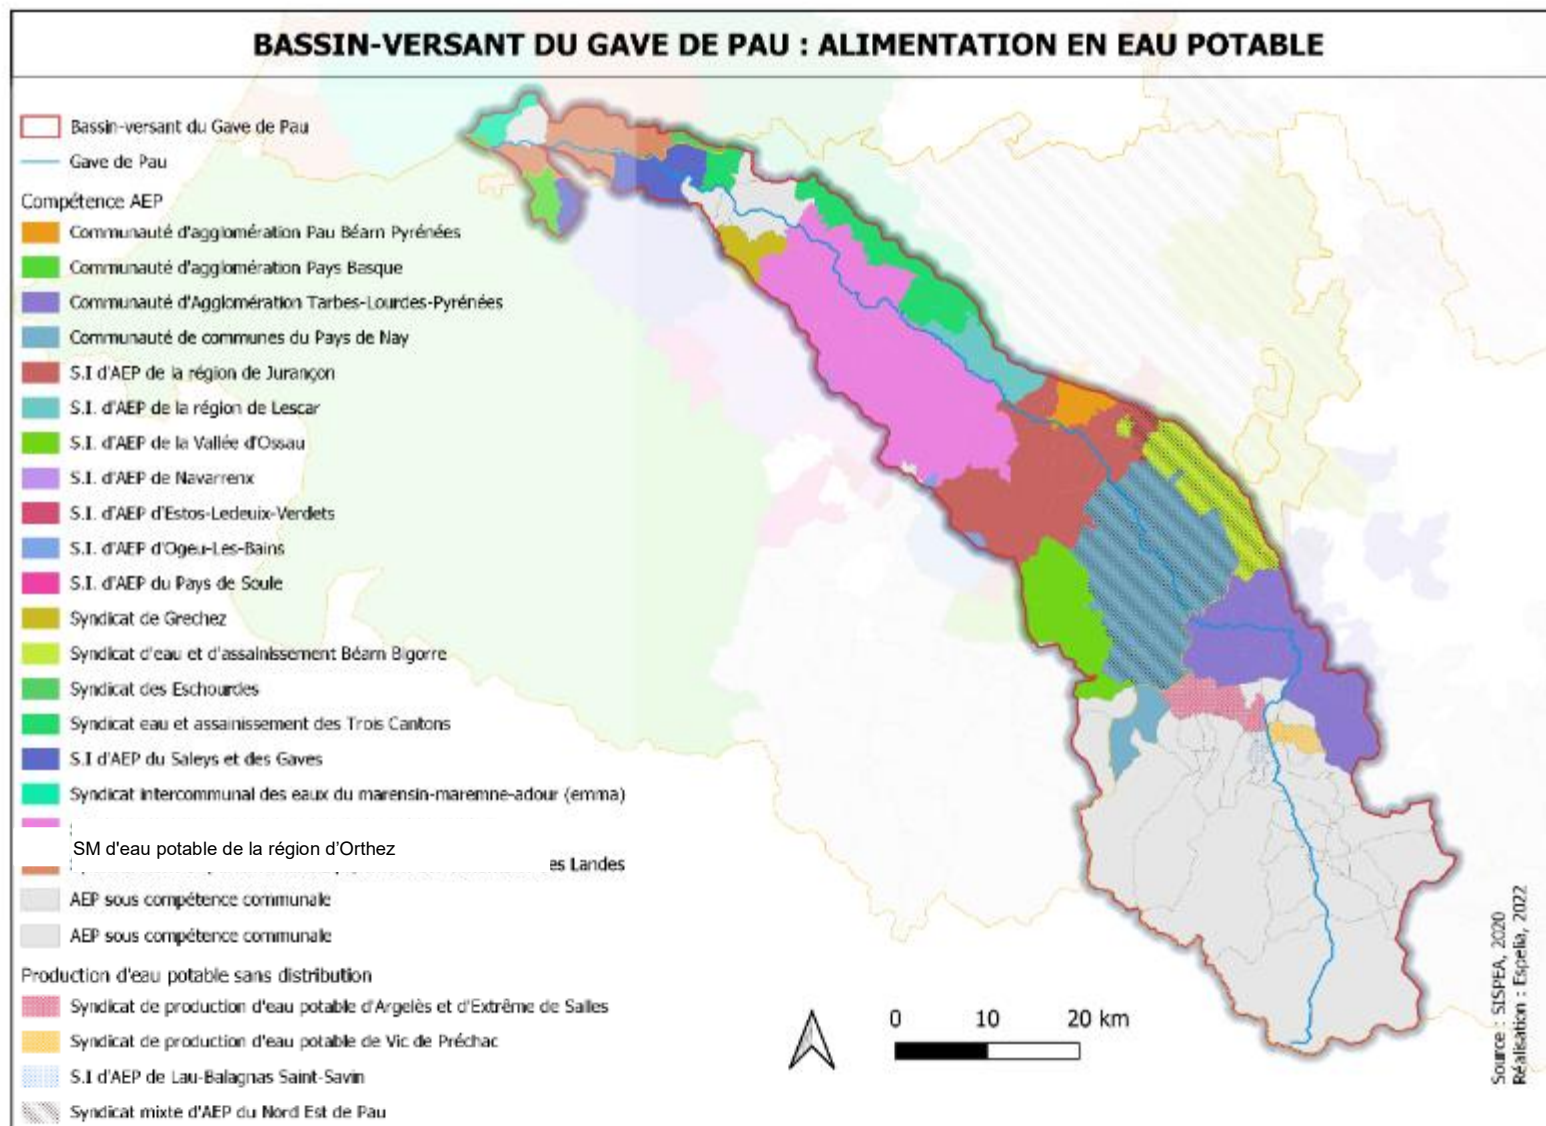 BASSIN-VERSANT DU GAVE DE PAU : ALIMENTATION EN EAU POTABLE
Bassin-versant du Gave de Pau
Gave de Pau
Compétence AEP
Communauté d'agglomération Pau Béarn Pyrénées
Communauté d'agglomération Pays Basque
Communauté d'Agglomération Tarbes-Lourdes-Pyrénées
Communauté de communes du Pays de Nay
S.I d'AEP de la région de Jurançon
S.I. d'AEP de la région de Lescar
S.I. d'AEP de la Vallée d'Ossau
S.I. d'AEP de Navarrenx
S.I. d'AEP d'Estos-Ledeuix-Verdets
S.I. d'AEP d'Ogeu-Les-Bains
S.I. d'AEP du Pays de Soule
Syndicat de Grechez
Syndicat d'eau et d'assainissement Béarn Bigorre
Syndicat des Eschourdes
Syndicat eau et assainissement des Trois Cantons
S.I d'AEP du Saleys et des Gaves
Syndicat intercommunal des eaux du marensin-maremne-adour (emma)
SM d'eau potable de la région d'Orthez
es Landes
AEP sous compétence communale
AEP sous compétence communale
Production d'eau potable sans distribution
Syndicat de production d'eau potable d'Argelès et d'Extrême de Salles
Syndicat de production d'eau potable de Vic de Préchac
S.I d'AEP de Lau-Balagnas Saint-Savin
Syndicat mixte d'AEP du Nord Est de Pau
0 10 20 km
Source : SISPEA, 2020
Réalisation : Espelia, 2022